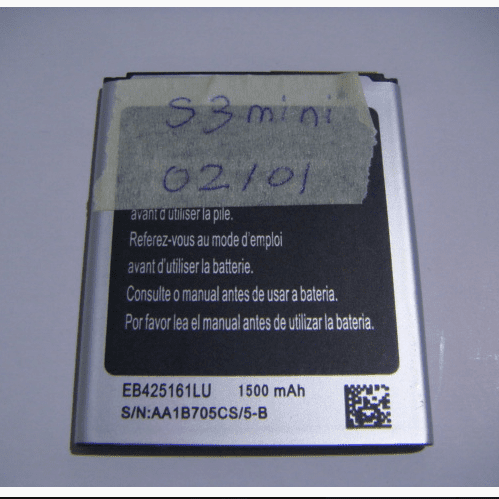 S3 mini
02/01
avant d'utiliser la pile.
Referez-vous au mode d'emploi
avant d'utiliser la batterie.
Consulte o manual antes de usar a bateria.
Por favor lea el manual antes de utilizar la bateria.
EB425161LU 1500 mAh
S/N:AA1B705CS/5-B